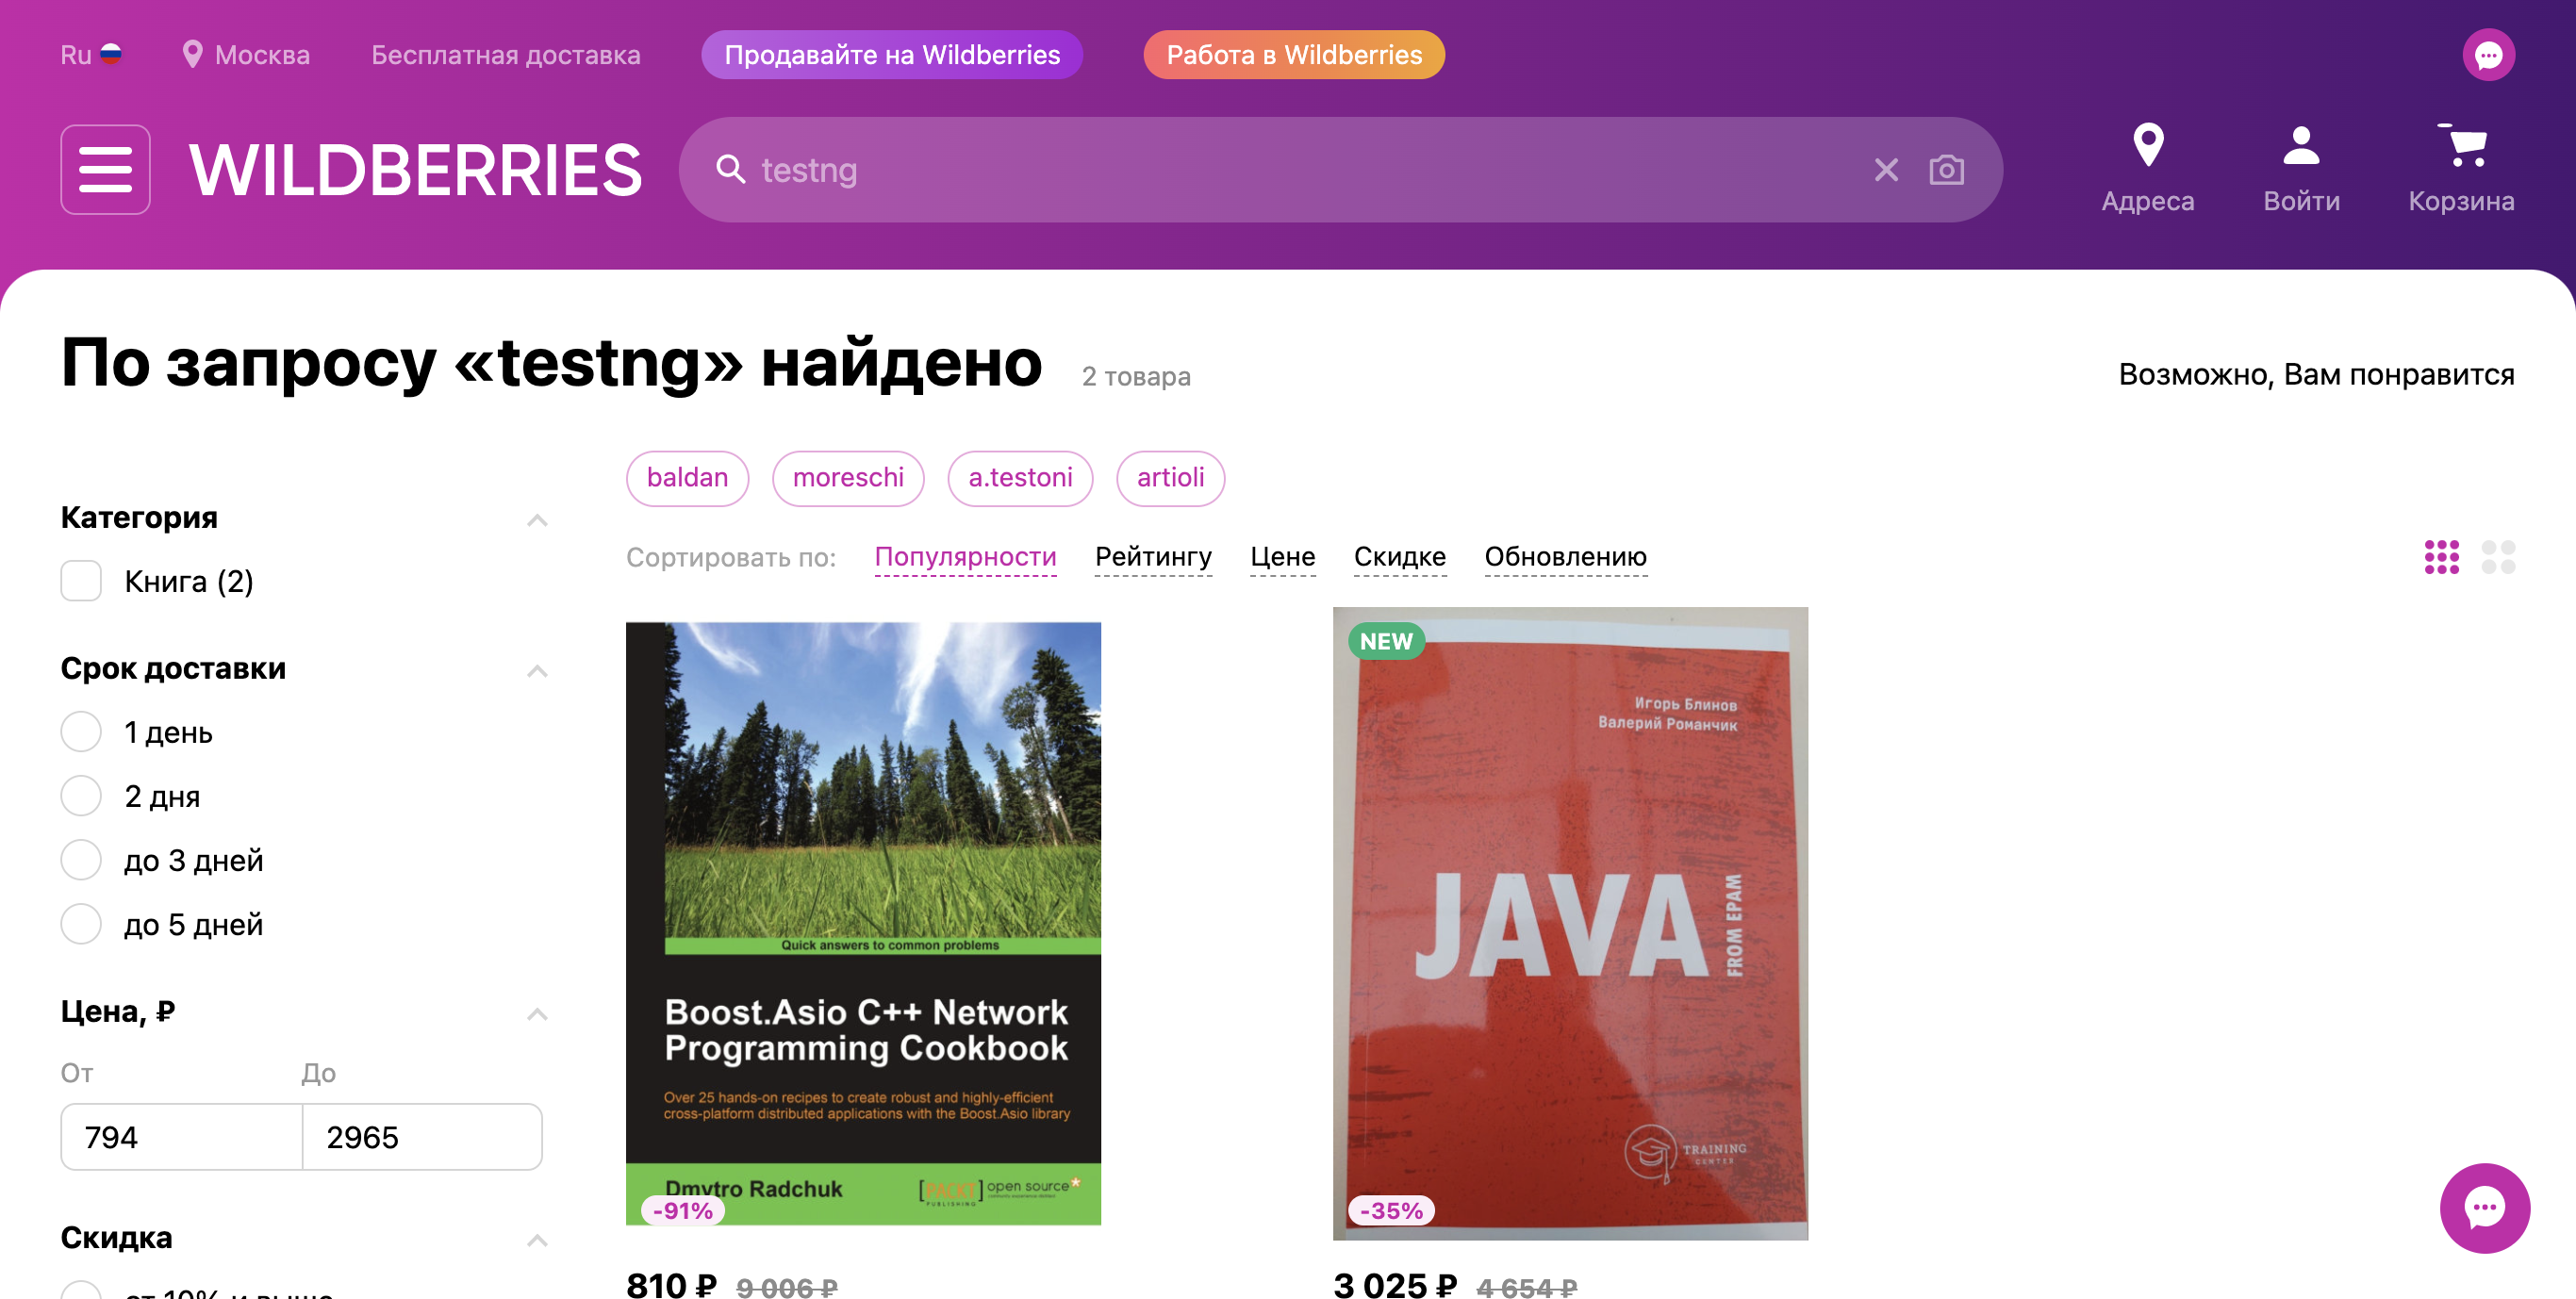 Ru
Москва
Бесплатная доставка
Продавайте на Wildberries
Работа в Wildberries
WILDBERRIES
testng
Адреса
Войти
Корзина
По запросу «testng» найдено
2 товара
Возможно, Вам понравится
baldan
moreschi
a.testoni
artioli
Категория
Книга (2)
Срок доставки
1 день
2 дня
до 3 дней
до 5 дней
Цена, ₽
От
До
794
2965
Скидка
от 10% и выше
Сортировать по:
Популярности
Рейтингу
Цене
Скидке
Обновлению
Quick answers to common problems
Boost.Asio C++ Network
Programming Cookbook
Over 25 hands-on recipes to create robust and highly-efficient
cross-platform distributed applications with the Boost.Asio library
Dmytro Radchuk
[PACKT]
PUBLISHING
open source
-91%
810 ₽
9 006 ₽
NEW
Игорь Блинов
Валерий Романчик
JAVA
FROM EPAM
TRAINING
CENTER
-35%
3 025 ₽
4 654 ₽